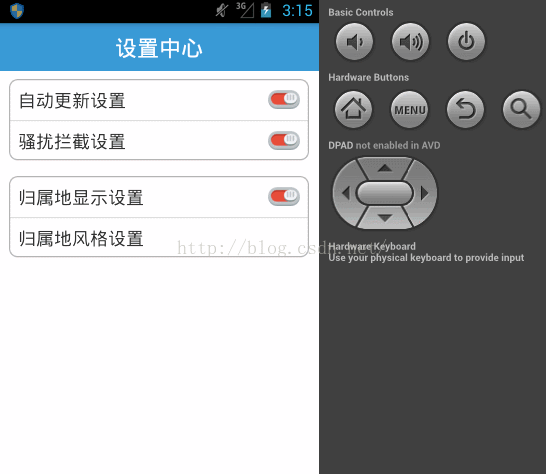 3G 3:15
设置中心
自动更新设置
骚扰拦截设置
归属地显示设置
归属地风格设置
Basic Controls
Hardware Buttons
MENU
DPAD not enabled in AVD
Hardware Keyboard
Use your physical keyboard to provide input
http://blog.csdn.net/